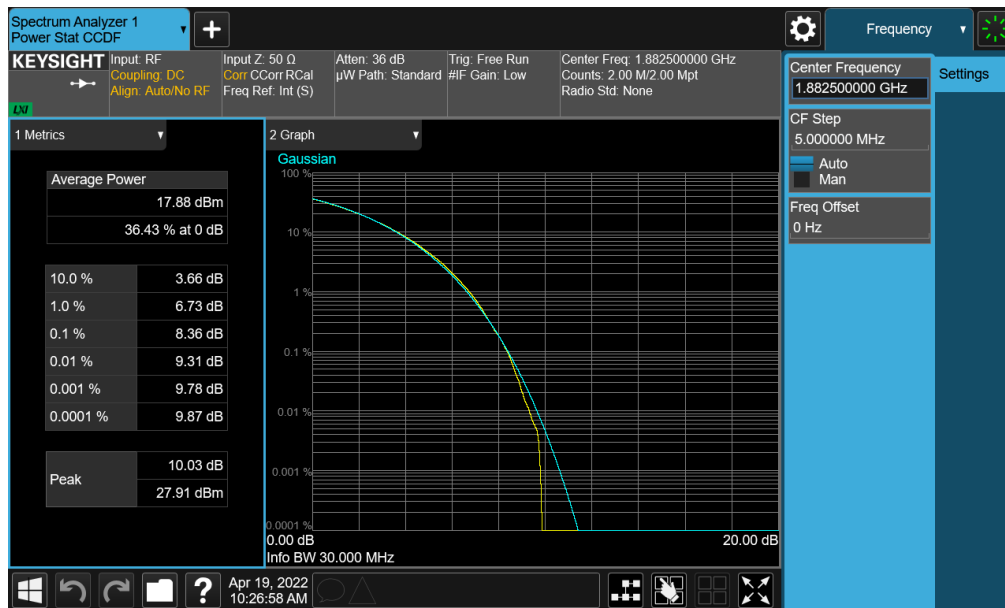 Spectrum Analyzer 1
Power Stat CCDF
Frequency
KEYSIGHT
LXI
Input: RF
Coupling: DC
Align: Auto/No RF
Input Z: 50 Ω
Corr CCorr RCal
Freq Ref: Int (S)
Atten: 36 dB
µW Path: Standard
Trig: Free Run
#IF Gain: Low
Center Freq: 1.882500000 GHz
Counts: 2.00 M/2.00 Mpt
Radio Std: None
Center Frequency
1.882500000 GHz
Settings
CF Step
5.000000 MHz
Auto
Man
Freq Offset
0 Hz
1 Metrics
Average Power
17.88 dBm
36.43 % at 0 dB
10.0 % 3.66 dB
1.0 % 6.73 dB
0.1 % 8.36 dB
0.01 % 9.31 dB
0.001 % 9.78 dB
0.0001 % 9.87 dB
Peak
10.03 dB
27.91 dBm
2 Graph
Gaussian
100 %
10 %
1 %
0.1 %
0.01 %
0.001 %
0.0001 %
0.00 dB 20.00 dB
Info BW 30.000 MHz
?
Apr 19, 2022
10:26:58 AM